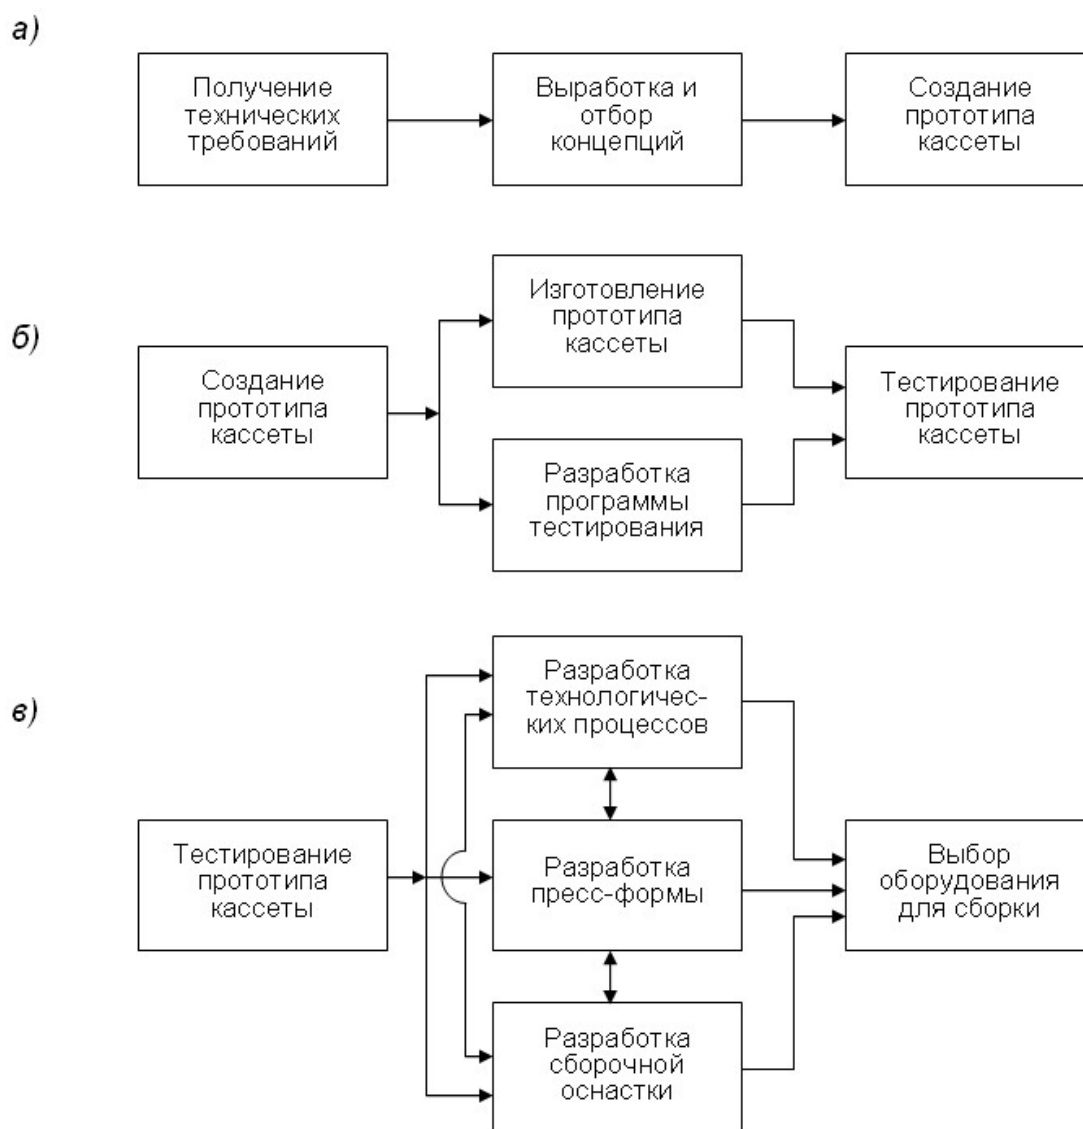 а)
Получение
технических
требований
Выработка и
отбор
концепций
Создание
прототипа
кассеты
б)
Создание
прототипа
кассеты
Изготовление
прототипа
кассеты
Разработка
программы
тестирования
Тестирование
прототипа
кассеты
в)
Тестирование
прототипа
кассеты
Разработка
технологичес-
ких процессов
Разработка
пресс-формы
Разработка
сборочной
оснастки
Выбор
оборудования
для сборки